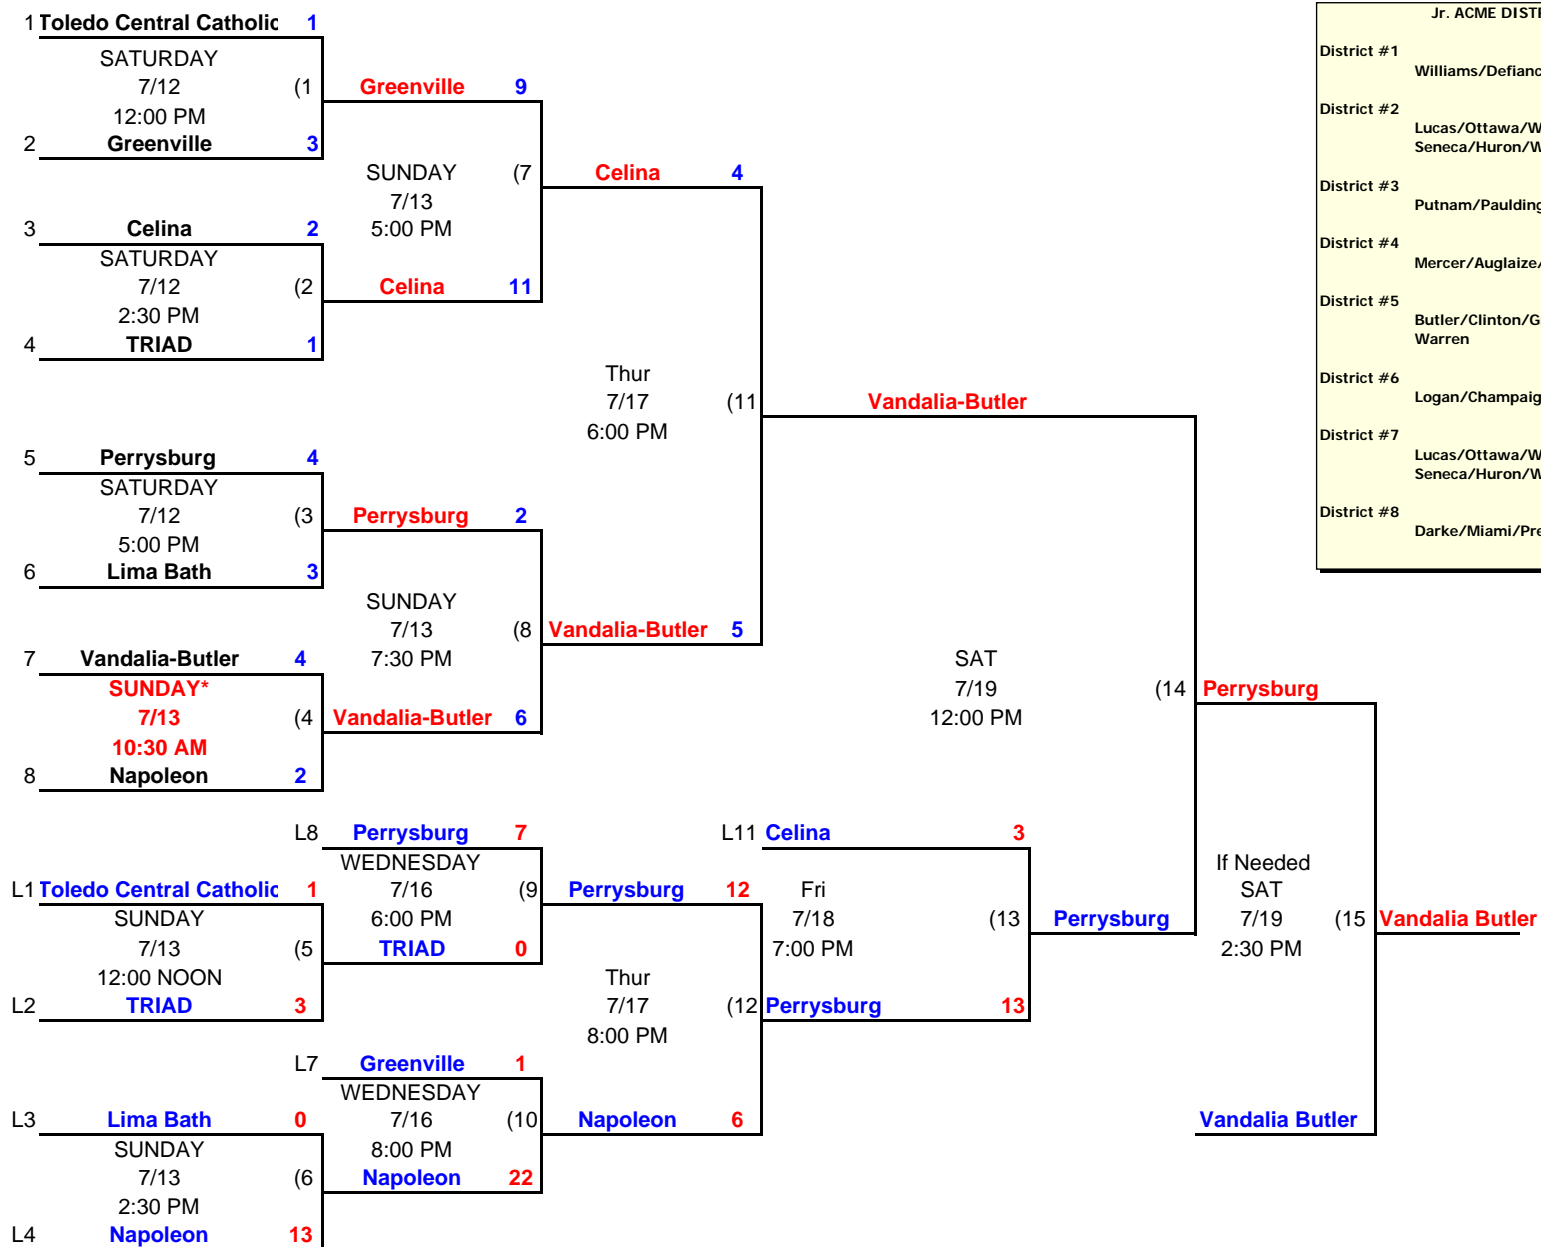 1 Toledo Central Catholic 1
SATURDAY
7/12 (1
12:00 PM
2 Greenville 3
Greenville 9
SUNDAY (7
7/13
5:00 PM
3 Celina 2
SATURDAY
7/12 (2
2:30 PM
4 TRIAD 1
Celina 11
Celina 4
Thur
7/17 (11
6:00 PM
5 Perrysburg 4
SATURDAY
7/12 (3
5:00 PM
6 Lima Bath 3
Perrysburg 2
SUNDAY
7/13 (8
7:30 PM
7 Vandalia-Butler 4
SUNDAY*
7/13 (4
10:30 AM
8 Napoleon 2
Vandalia-Butler 6
Vandalia-Butler 5
Vandalia-Butler
SAT
7/19 (14
12:00 PM
Perrysburg
L8 Perrysburg 7
WEDNESDAY
7/16 (9
6:00 PM
TRIAD 0
L1 Toledo Central Catholic 1
SUNDAY
7/13 (5
12:00 NOON
L2 TRIAD 3
Perrysburg 12
Thur
7/17 (12
8:00 PM
L7 Greenville 1
WEDNESDAY
7/16 (10
8:00 PM
Napoleon 22
L3 Lima Bath 0
SUNDAY
7/13 (6
2:30 PM
L4 Napoleon 13
Napoleon 6
L11 Celina 3
Fri
7/18 (13
7:00 PM
Perrysburg 13
Perrysburg
If Needed
SAT
7/19 (15
2:30 PM
Vandalia Butler
Vandalia Butler
Jr. ACME DIST
District #1
Williams/Defianc
District #2
Lucas/Ottawa/W
Seneca/Huron/W
District #3
Putnam/Paulding
District #4
Mercer/Auglaize/
District #5
Butler/Clinton/G
Warren
District #6
Logan/Champaig
District #7
Lucas/Ottawa/W
Seneca/Huron/W
District #8
Darke/Miami/Pre